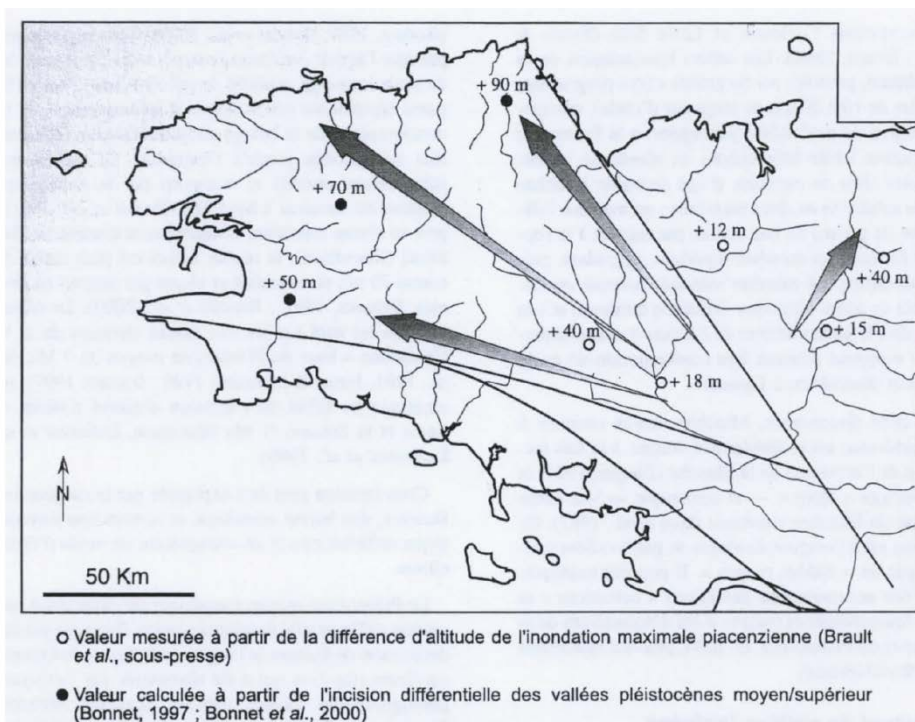 + 90 m
+ 70 m
+ 12 m
+ 40 m
+ 50 m
+ 15 m
+ 40 m
+ 18 m
N
50 Km
Valeur mesurée à partir de la différence d'altitude de l'inondation maximale piacenzienne (Brault
et al., sous-presse)
Valeur calculée à partir de l'incision différentielle des vallées pléistocènes moyen/supérieur
(Bonnet, 1997 ; Bonnet et al., 2000)